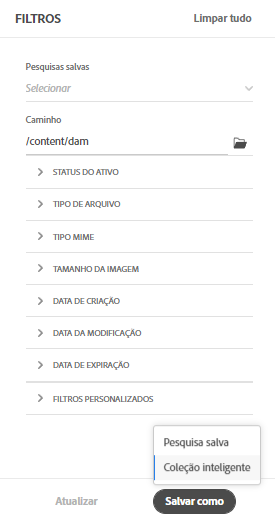 FILTROS
Limpar tudo
Pesquisas salvas
Selecionar
Caminho
/content/dam
STATUS DO ATIVO
TIPO DE ARQUIVO
TIPO MIME
TAMANHO DA IMAGEM
DATA DE CRIAÇÃO
DATA DA MODIFICAÇÃO
DATA DE EXPIRAÇÃO
FILTROS PERSONALIZADOS
Pesquisa salva
Coleção inteligente
Atualizar
Salvar como